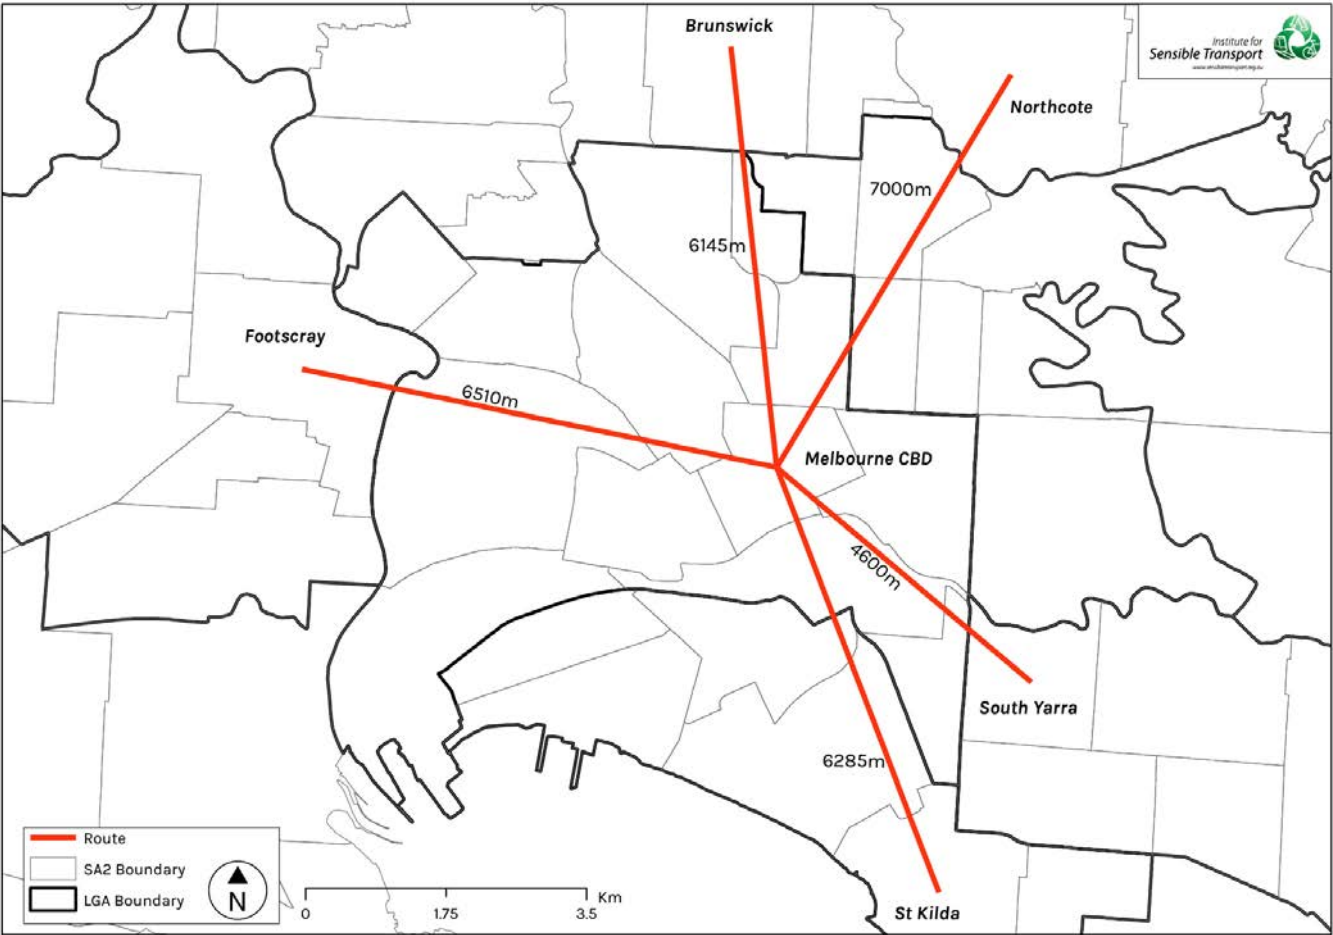 Brunswick
Institute for
Sensible Transport
Northcote
7000m
6145m
Footscray
6510m
Melbourne CBD
4600m
South Yarra
6285m
Route
SA2 Boundary
LGA Boundary
N
Km
0 1.75 3.5
St Kilda